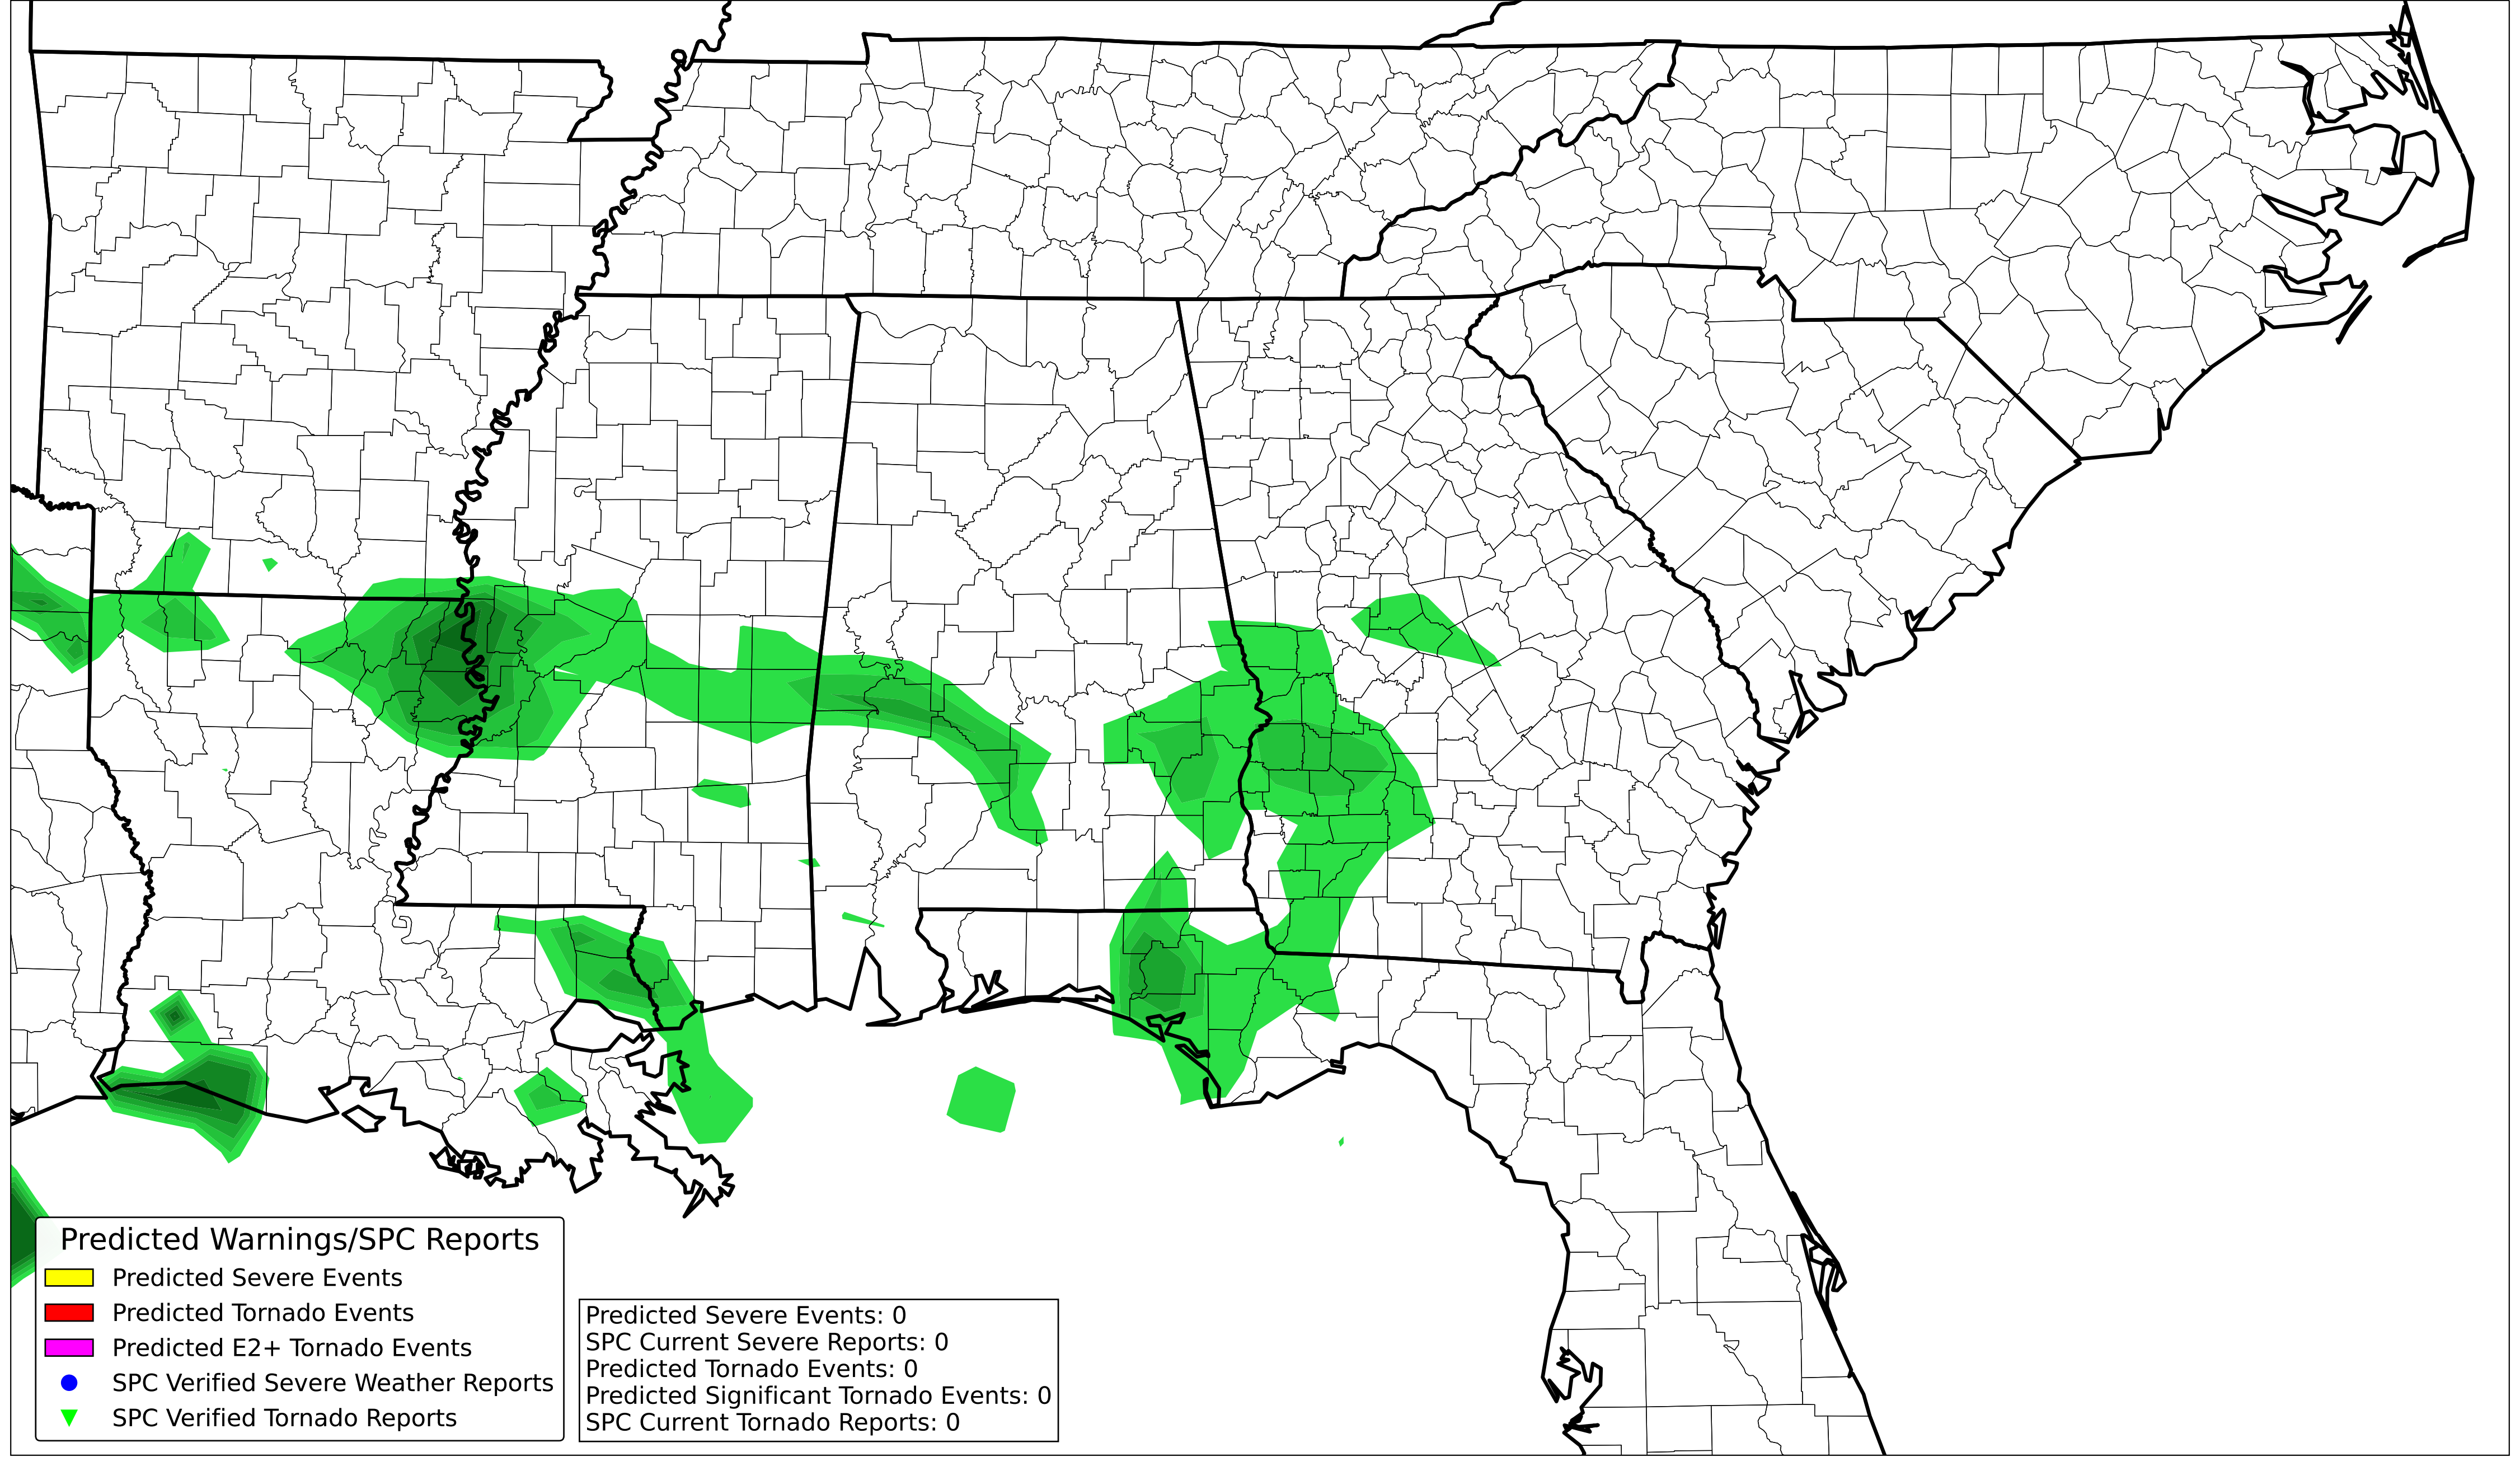 Predicted Warnings/SPC Reports
Predicted Severe Events
Predicted Tornado Events
Predicted E2+ Tornado Events
SPC Verified Severe Weather Reports
SPC Verified Tornado Reports
Predicted Severe Events: 0
SPC Current Severe Reports: 0
Predicted Tornado Events: 0
Predicted Significant Tornado Events: 0
SPC Current Tornado Reports: 0